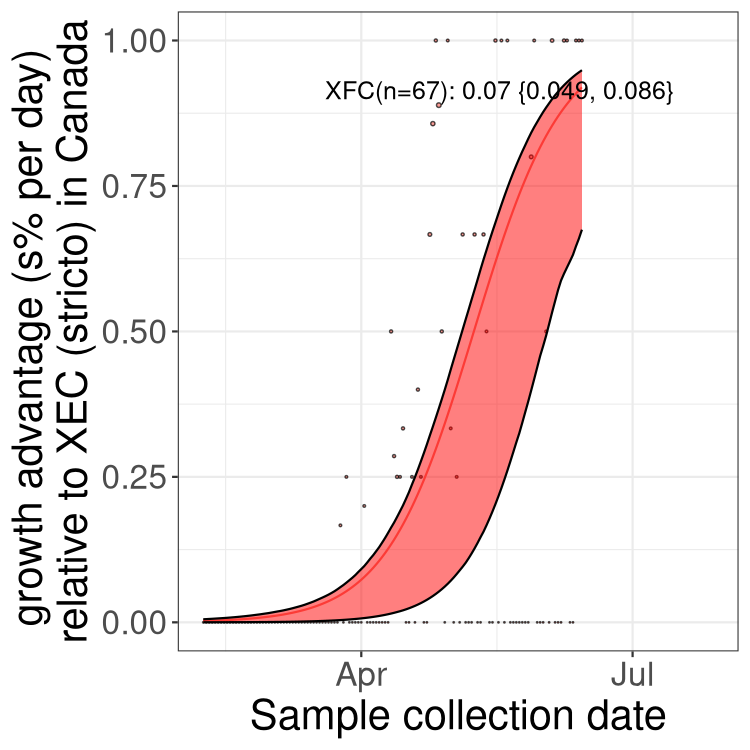 growth advantage (s% per day)
relative to XEC (stricto) in Canada
1.00
0.75
0.50
0.25
0.00
XFC(n=67): 0.07 {0.049, 0.086}
Apr
Jul
Sample collection date